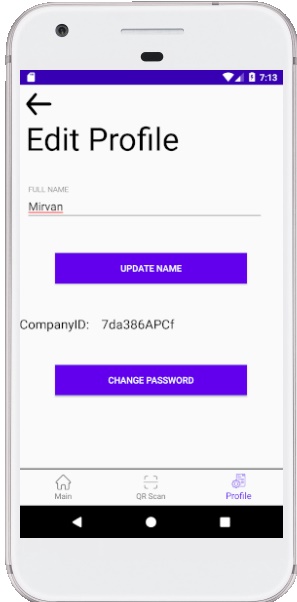 7:13
Edit Profile
FULL NAME
Mirvan
UPDATE NAME
CompanyID: 7da386APCf
CHANGE PASSWORD
Main QR Scan Profile